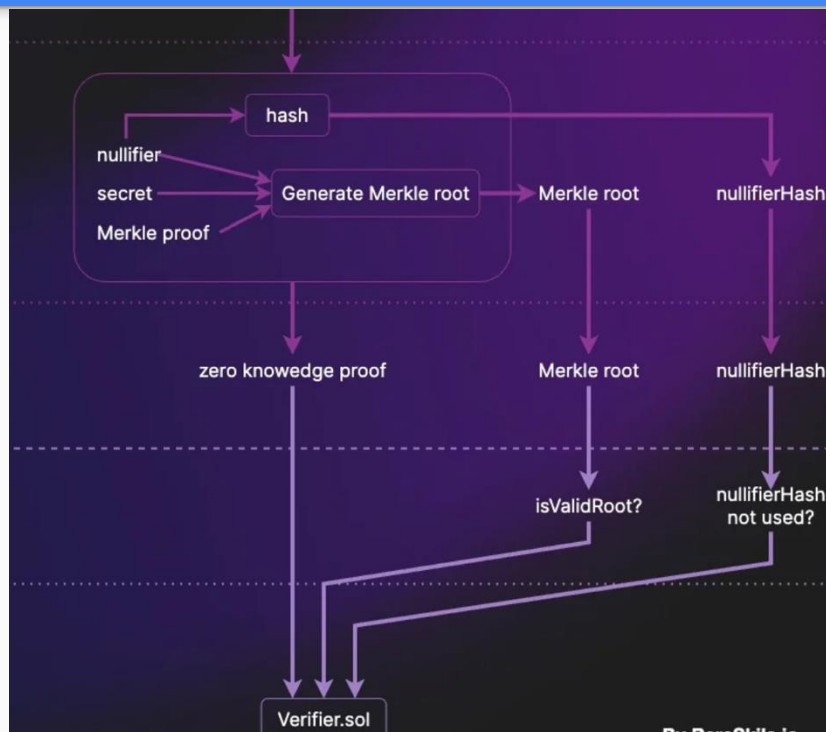 hash
nullifier
secret
Generate Merkle root
Merkle root
nullifierHash
Merkle proof
zero knowedge proof
Merkle root
nullifierHash
isValidRoot?
nullifierHash
not used?
Verifier.sol